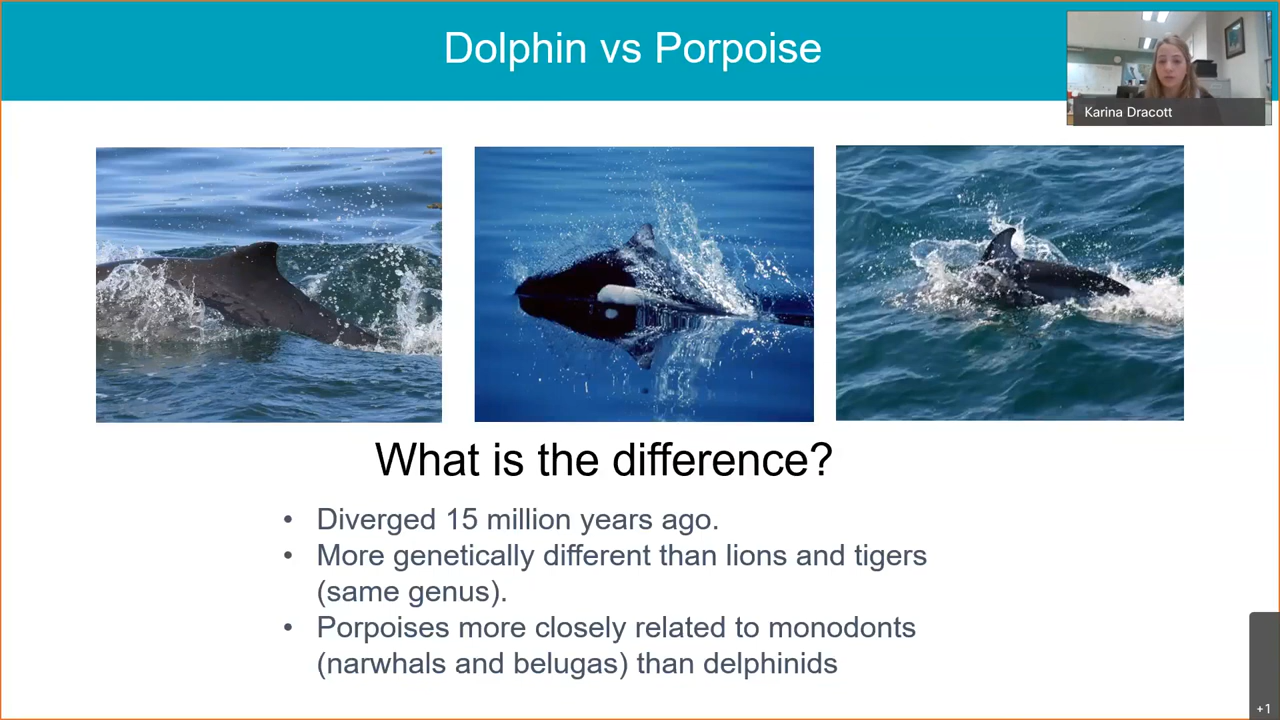 Dolphin vs Porpoise
Karina Dracott
What is the difference?
• Diverged 15 million years ago.
• More genetically different than lions and tigers
(same genus).
• Porpoises more closely related to monodonts
(narwhals and belugas) than delphinids
+1